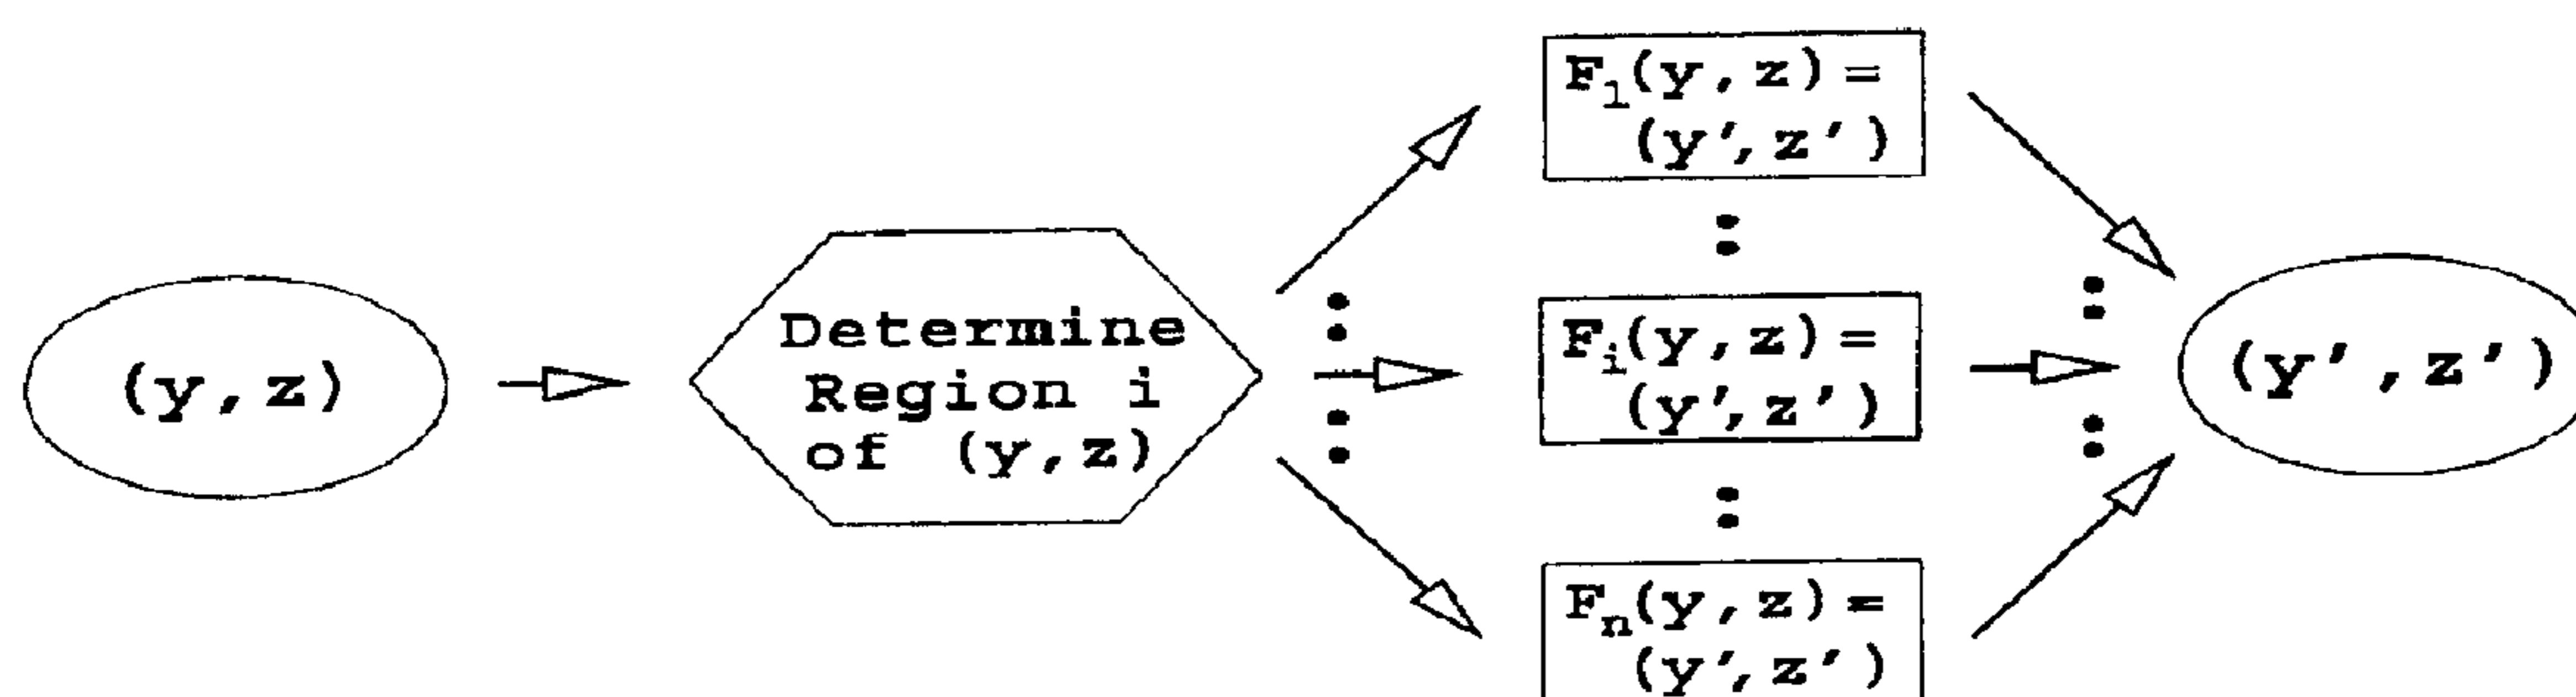 (y,z)
Determine
Region i
of (y,z)
F₁(y,z)=
(y',z')
Fᵢ(y,z)=
(y',z')
Fₙ(y,z)=
(y',z')
(y',z')